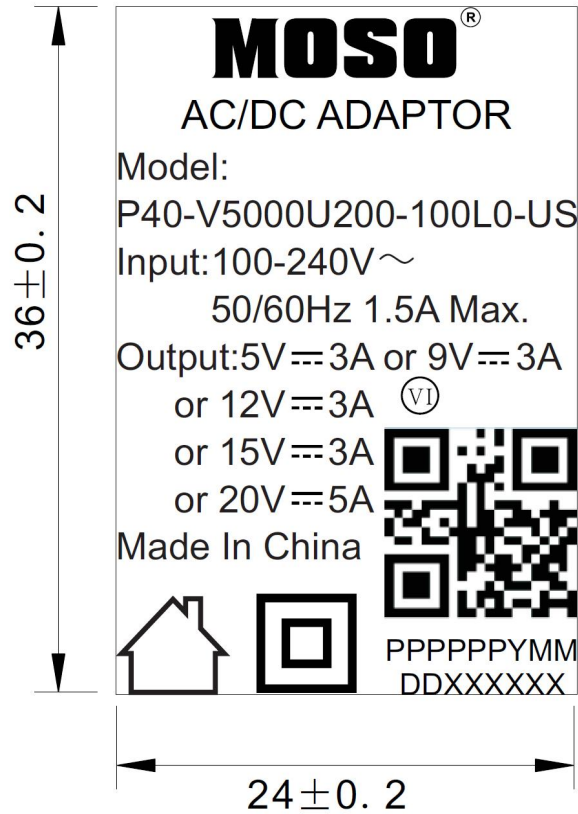 MOSO®
AC/DC ADAPTOR
Model:
P40-V5000U200-100L0-US
Input:100-240V～
50/60Hz 1.5A Max.
Output:5V⎓3A or 9V⎓3A
or 12V⎓3A
VI
or 15V⎓3A
or 20V⎓5A
Made In China
PPPPPPYMM
DDXXXXXX
36±0.2
24±0.2